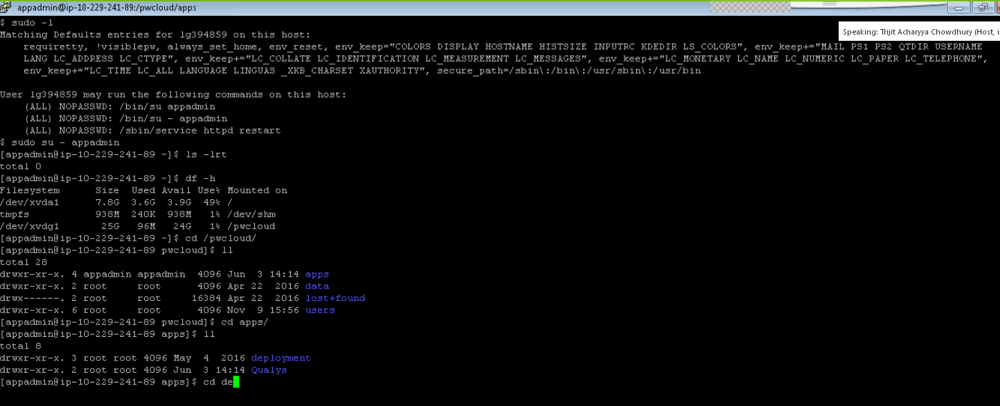 appadmin@ip-10-229-241-89:/pwcloud/apps
$ sudo -l
Speaking: Trijit Acharyya Chowdhury (Host, i
Matching Defaults entries for lg394859 on this host:
    requiretty, !visiblepw, always_set_home, env_reset, env_keep="COLORS DISPLAY HOSTNAME HISTSIZE INPUTRC KDEDIR LS_COLORS", env_keep+="MAIL PS1 PS2 QTDIR USERNAME
    LANG LC_ADDRESS LC_CTYPE", env_keep+="LC_COLLATE LC_IDENTIFICATION LC_MEASUREMENT LC_MESSAGES", env_keep+="LC_MONETARY LC_NAME LC_NUMERIC LC_PAPER LC_TELEPHONE",
    env_keep+="LC_TIME LC_ALL LANGUAGE LINGUAS _XKB_CHARSET XAUTHORITY", secure_path=/sbin\:/bin\:/usr/sbin\:/usr/bin
User lg394859 may run the following commands on this host:
    (ALL) NOPASSWD: /bin/su appadmin
    (ALL) NOPASSWD: /bin/su - appadmin
    (ALL) NOPASSWD: /sbin/service httpd restart
$ sudo su - appadmin
[appadmin@ip-10-229-241-89 ~]$ ls -lrt
total 0
[appadmin@ip-10-229-241-89 ~]$ df -h
Filesystem      Size  Used Avail Use% Mounted on
/dev/xvda1      7.8G  3.6G  3.9G  49% /
tmpfs           938M  240K  938M   1% /dev/shm
/dev/xvdg1       25G   96M   24G   1% /pwcloud
[appadmin@ip-10-229-241-89 ~]$ cd /pwcloud/
[appadmin@ip-10-229-241-89 pwcloud]$ ll
total 28
drwxr-xr-x. 4 appadmin appadmin  4096 Jun  3 14:14 apps
drwxr-xr-x. 2 root     root      4096 Apr 22  2016 data
drwx------. 2 root     root     16384 Apr 22  2016 lost+found
drwxr-xr-x. 6 root     root      4096 Nov  9 15:56 users
[appadmin@ip-10-229-241-89 pwcloud]$ cd apps/
[appadmin@ip-10-229-241-89 apps]$ ll
total 8
drwxr-xr-x. 3 root root 4096 May  4  2016 deployment
drwxr-xr-x. 2 root root 4096 Jun  3 14:14 Qualys
[appadmin@ip-10-229-241-89 apps]$ cd de